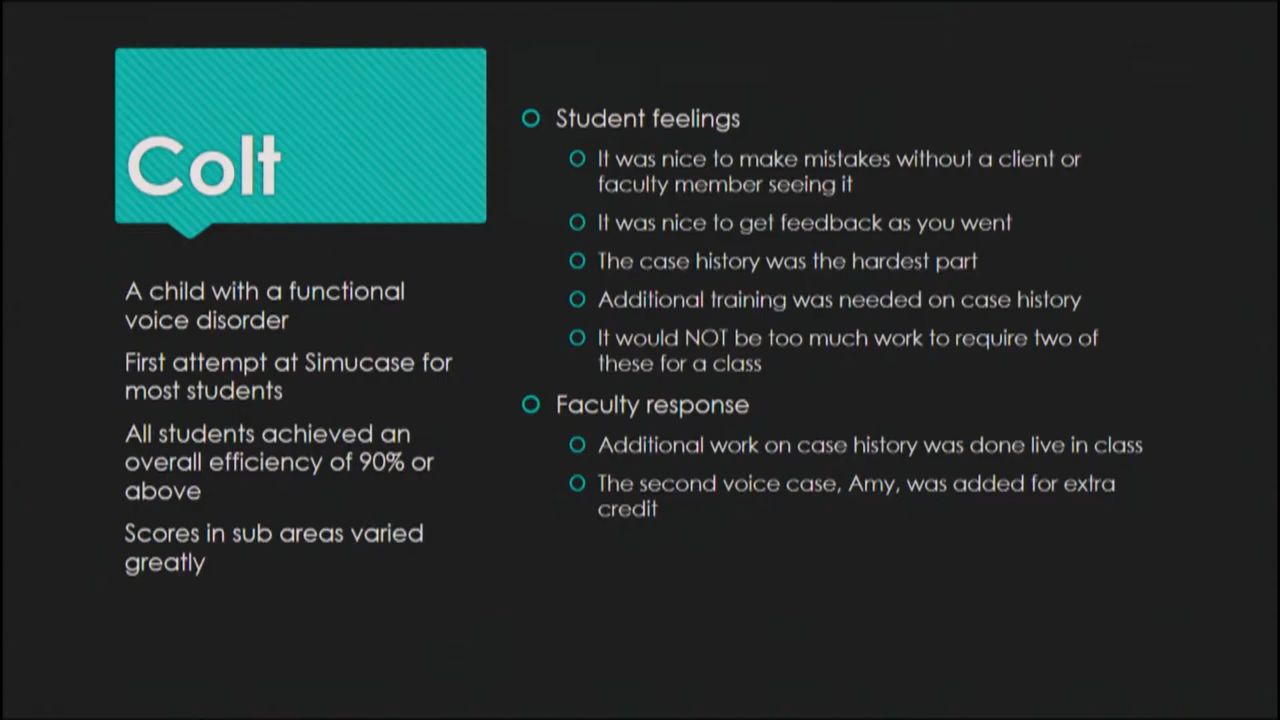 Colt
A child with a functional
voice disorder
First attempt at Simucase for
most students
All students achieved an
overall efficiency of 90% or
above
Scores in sub areas varied
greatly
Student feelings
It was nice to make mistakes without a client or
faculty member seeing it
It was nice to get feedback as you went
The case history was the hardest part
Additional training was needed on case history
It would NOT be too much work to require two of
these for a class
Faculty response
Additional work on case history was done live in class
The second voice case, Amy, was added for extra
credit